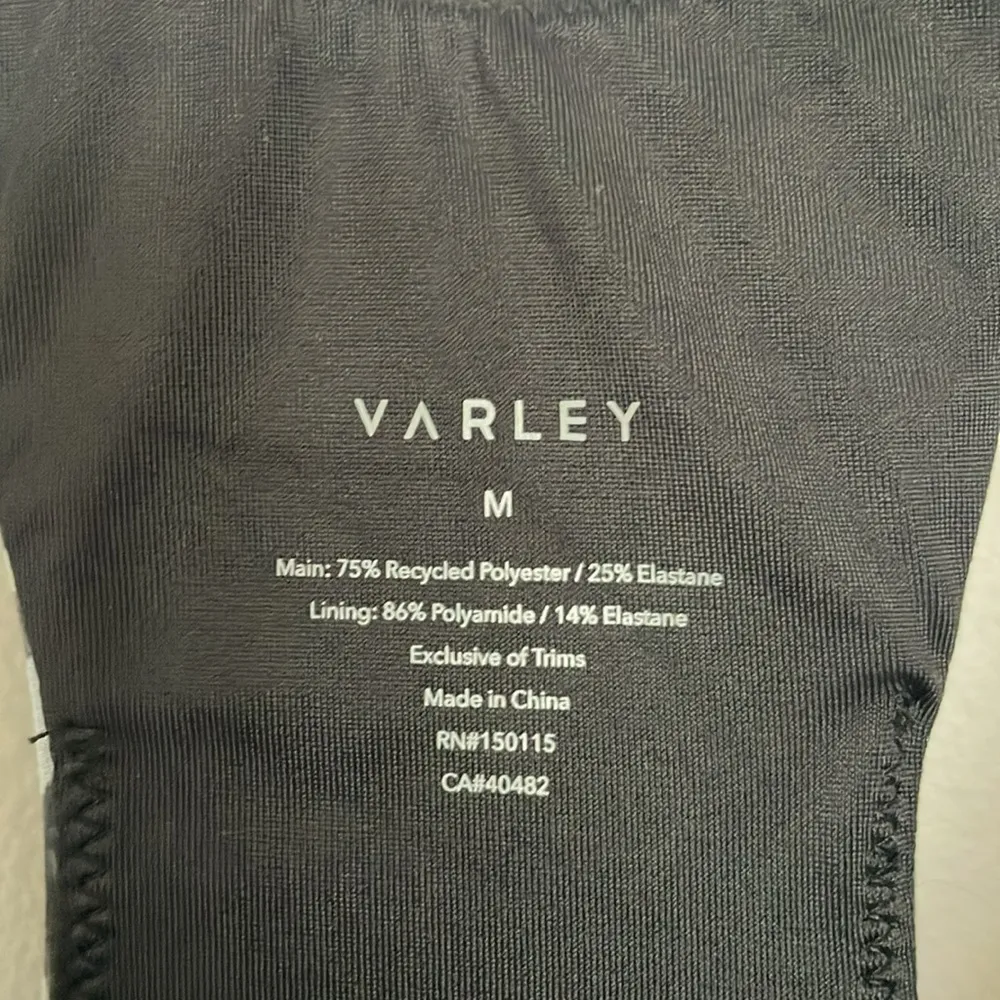 VARLEY
M
Main: 75% Recycled Polyester / 25% Elastane
Lining: 86% Polyamide / 14% Elastane
Exclusive of Trims
Made in China
RN#150115
CA#40482